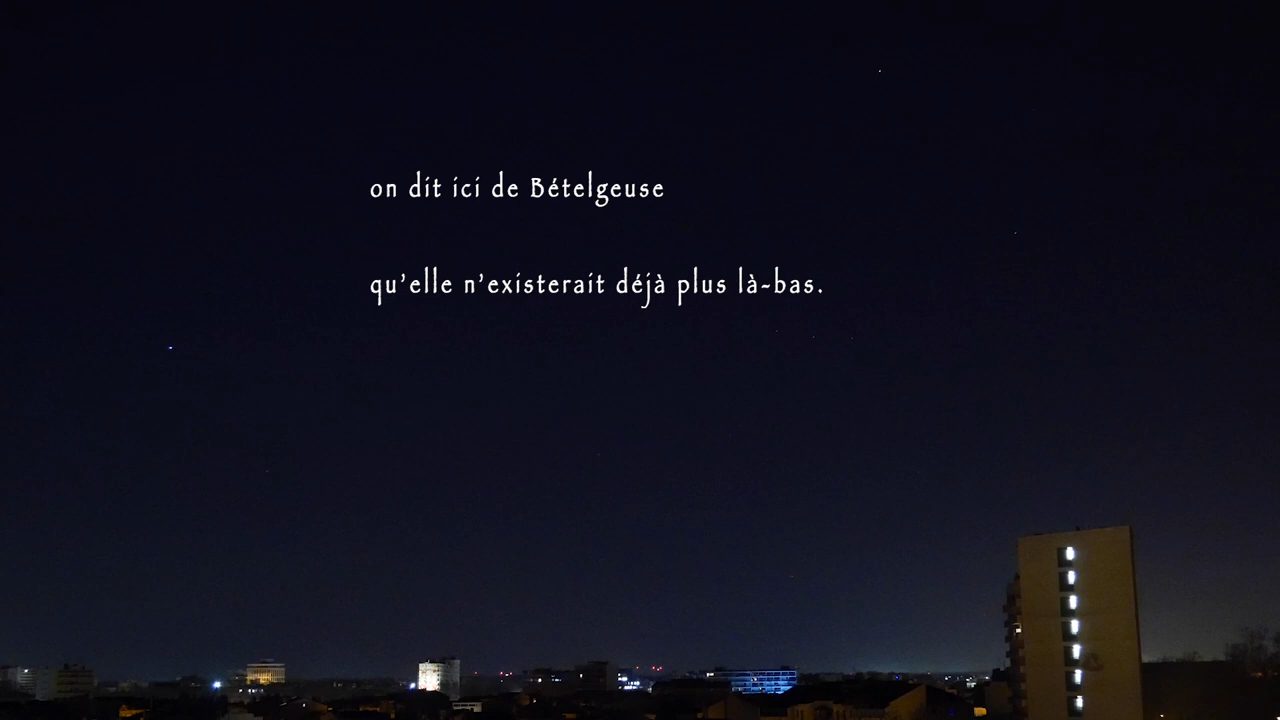 on dit ici de Bételgeuse
qu’elle n’existerait déjà plus là-bas.